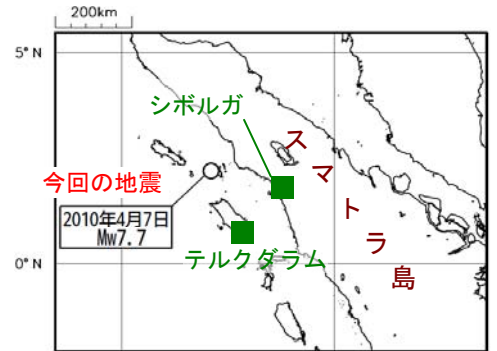 200km
5°N
シボルガ
スマトラ島
今回の地震
2010年4月7日
Mw7.7
テルクダラム
0°N